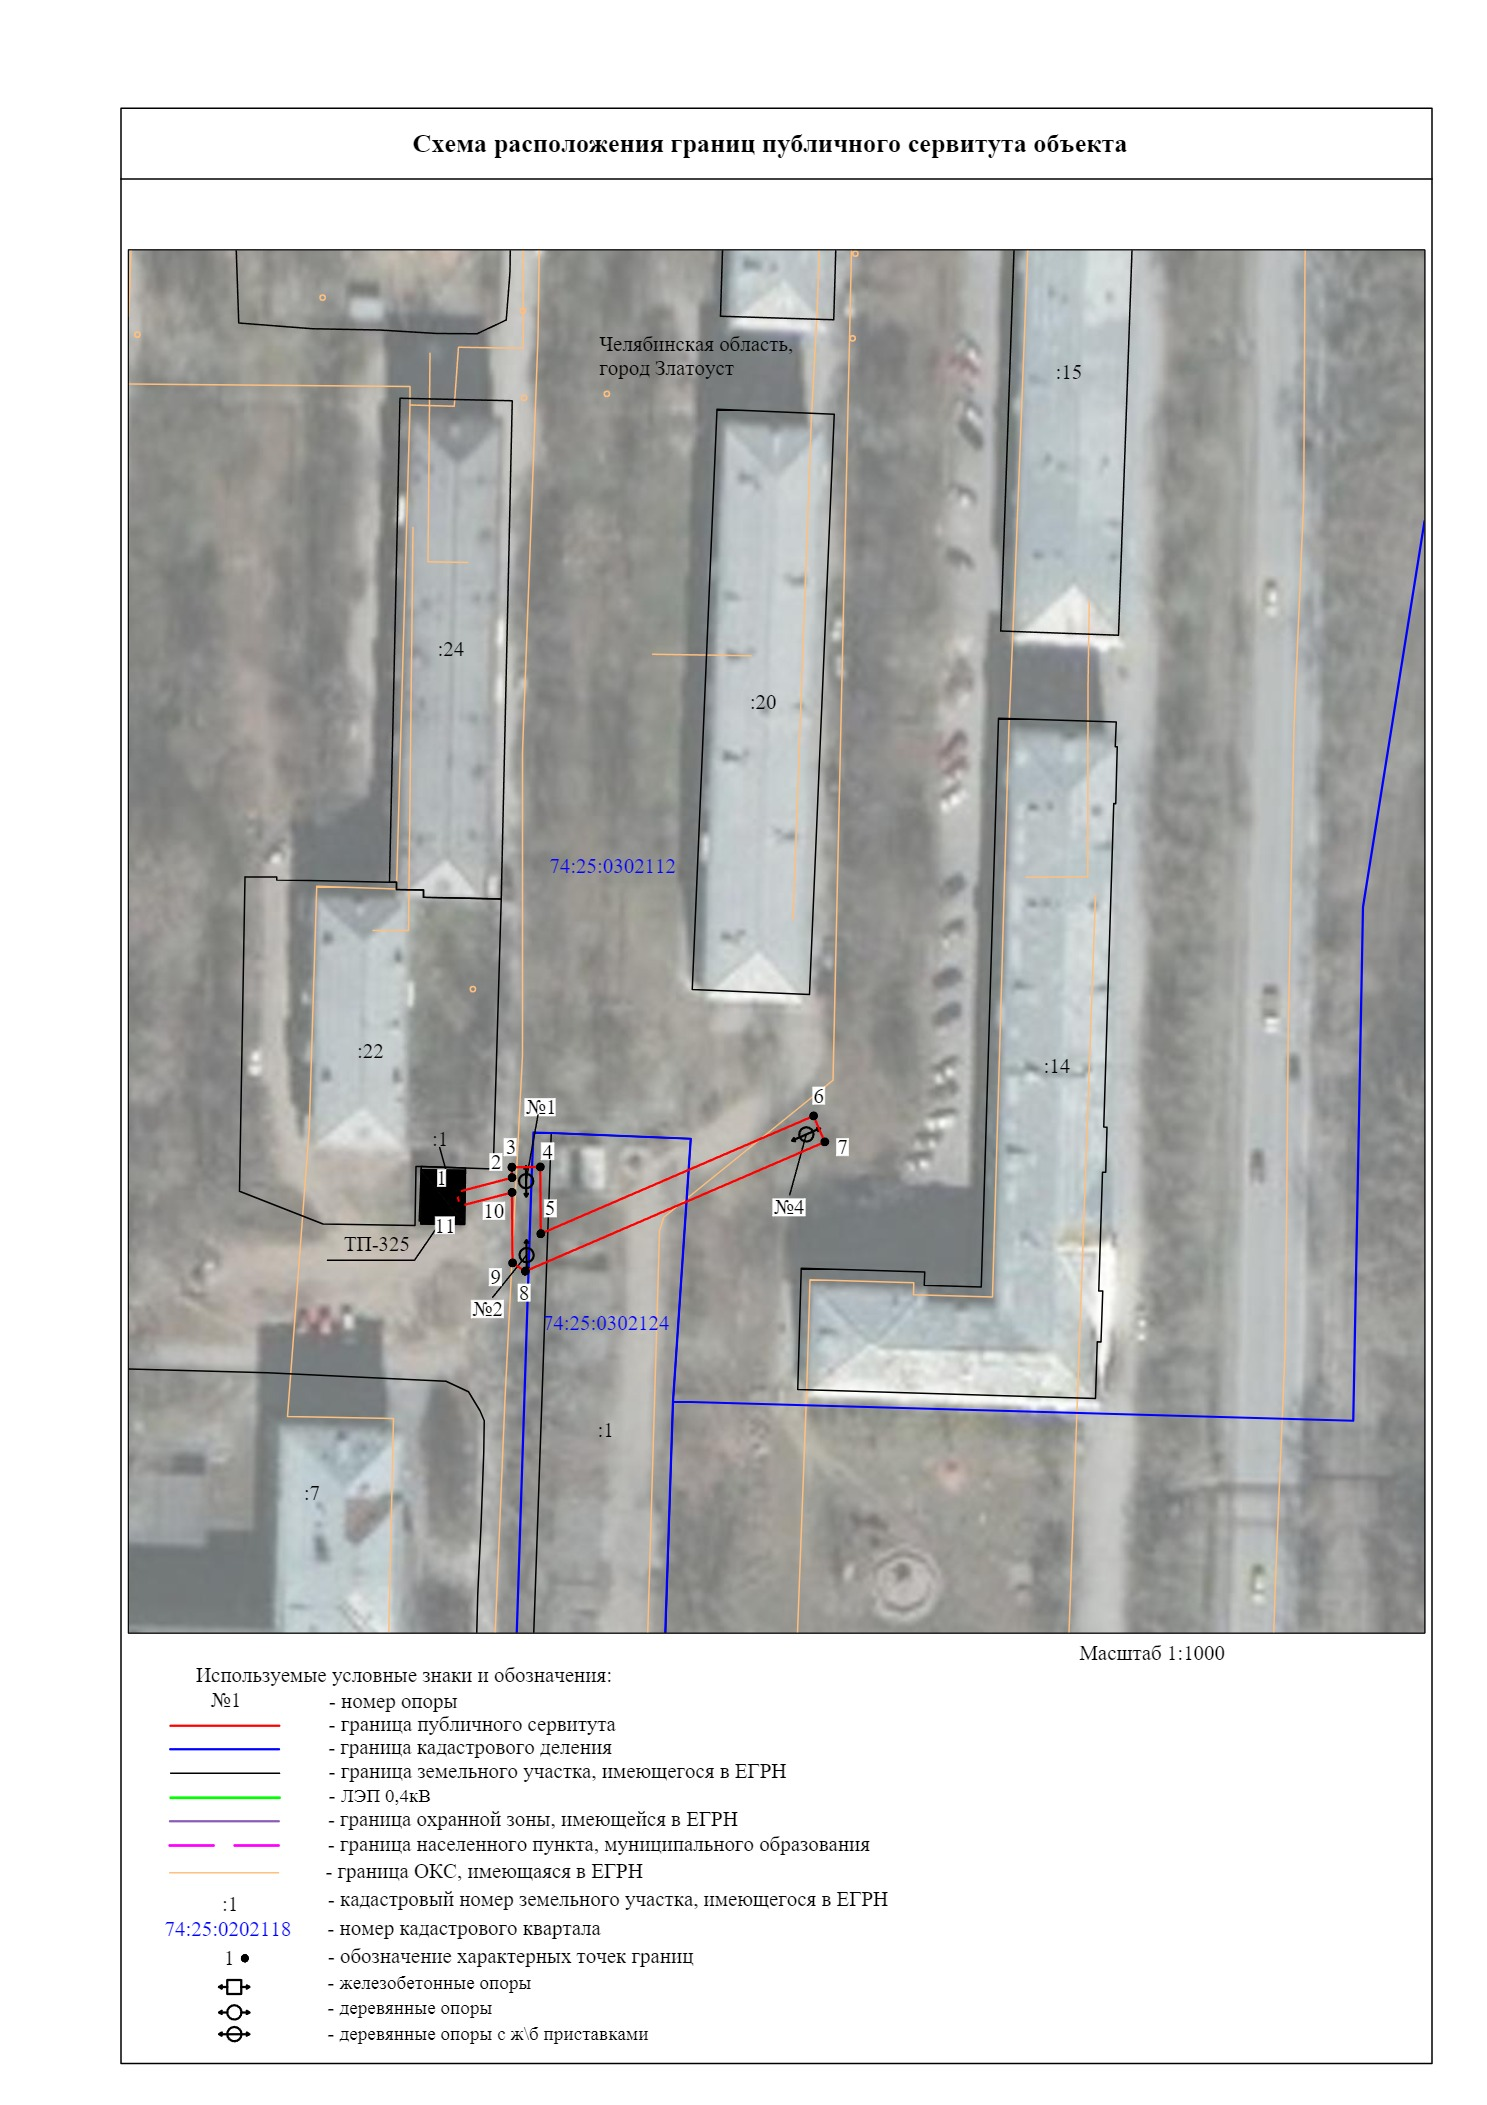 Схема расположения границ публичного сервитута объекта
Челябинская область,
город Златоуст
:15
:24
:20
74:25:0302112
:22
:14
6
№1
7
:1
3
2
4
1
№4
10
5
11
ТП-325
9
8
№2
74:25:0302124
:1
:7
Масштаб 1:1000
Используемые условные знаки и обозначения:
№1 - номер опоры
- граница публичного сервитута
- граница кадастрового деления
- граница земельного участка, имеющегося в ЕГРН
- ЛЭП 0,4кВ
- граница охранной зоны, имеющейся в ЕГРН
- граница населенного пункта, муниципального образования
- граница ОКС, имеющаяся в ЕГРН
:1 - кадастровый номер земельного участка, имеющегося в ЕГРН
74:25:0202118 - номер кадастрового квартала
1 - обозначение характерных точек границ
- железобетонные опоры
- деревянные опоры
- деревянные опоры с ж\б приставками